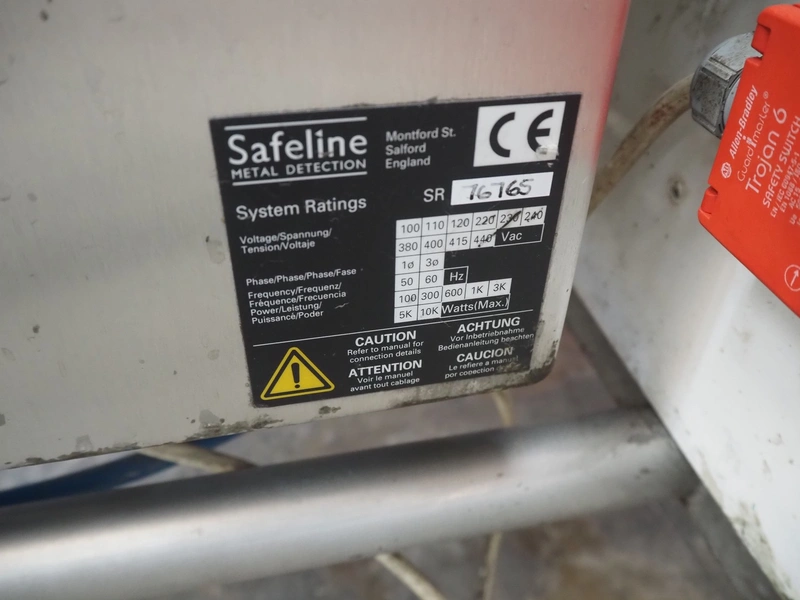 Safeline
METAL DETECTION
Montford St.
Salford
England
CE
System Ratings
SR 76765
Voltage/Spannung/
Tension/Voltaje
100 110 120 220 230 240
380 400 415 440 Vac
Phase/Phase/Phase/Fase
1ø 3ø
Frequency/Frequenz/
Fréquence/Frecuencia
50 60 Hz
Power/Leistung/
Puissance/Poder
100 300 600 1K 3K
5K 10K Watts(Max.)
CAUTION
Refer to manual for
connection details
ATTENTION
Voir le manuel
avant tout cablage
ACHTUNG
Vor Inbetriebnahme
Bedienanleitung beachten
CAUCION
Le refiere a manual
por conection
Allen-Bradley
Guardmaster®
Trojan 6
SAFETY SWITCH